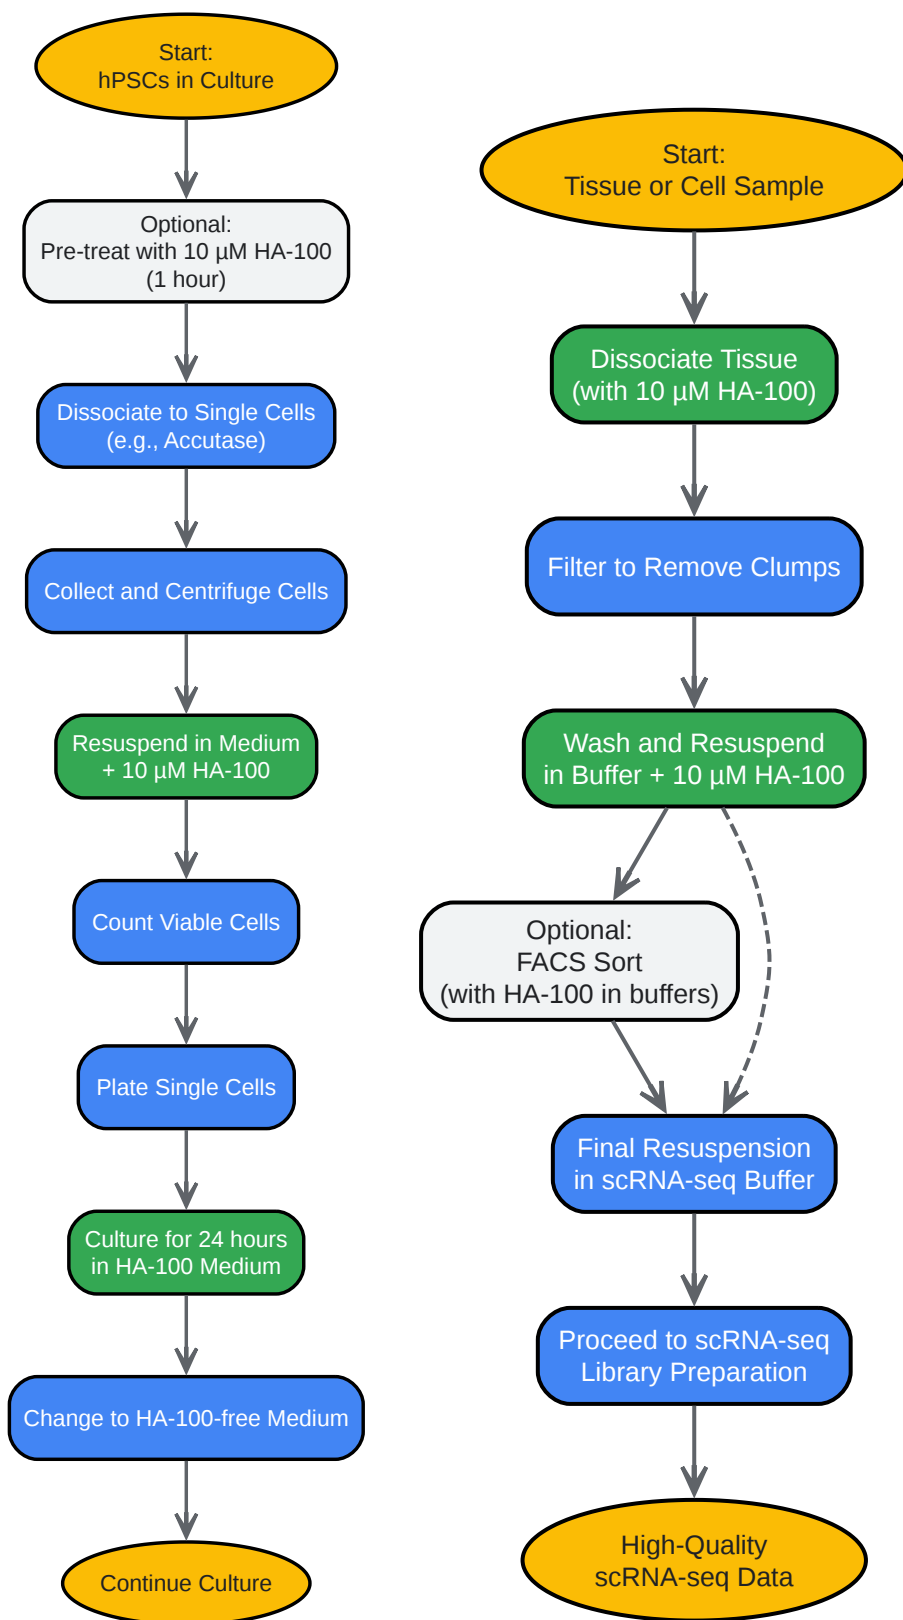 Start:
hPSCs in Culture
Optional:
Pre-treat with 10 µM HA-100
(1 hour)
Dissociate to Single Cells
(e.g., Accutase)
Collect and Centrifuge Cells
Resuspend in Medium
+ 10 µM HA-100
Count Viable Cells
Plate Single Cells
Culture for 24 hours
in HA-100 Medium
Change to HA-100-free Medium
Continue Culture
Start:
Tissue or Cell Sample
Dissociate Tissue
(with 10 µM HA-100)
Filter to Remove Clumps
Wash and Resuspend
in Buffer + 10 µM HA-100
Optional:
FACS Sort
(with HA-100 in buffers)
Final Resuspension
in scRNA-seq Buffer
Proceed to scRNA-seq
Library Preparation
High-Quality
scRNA-seq Data